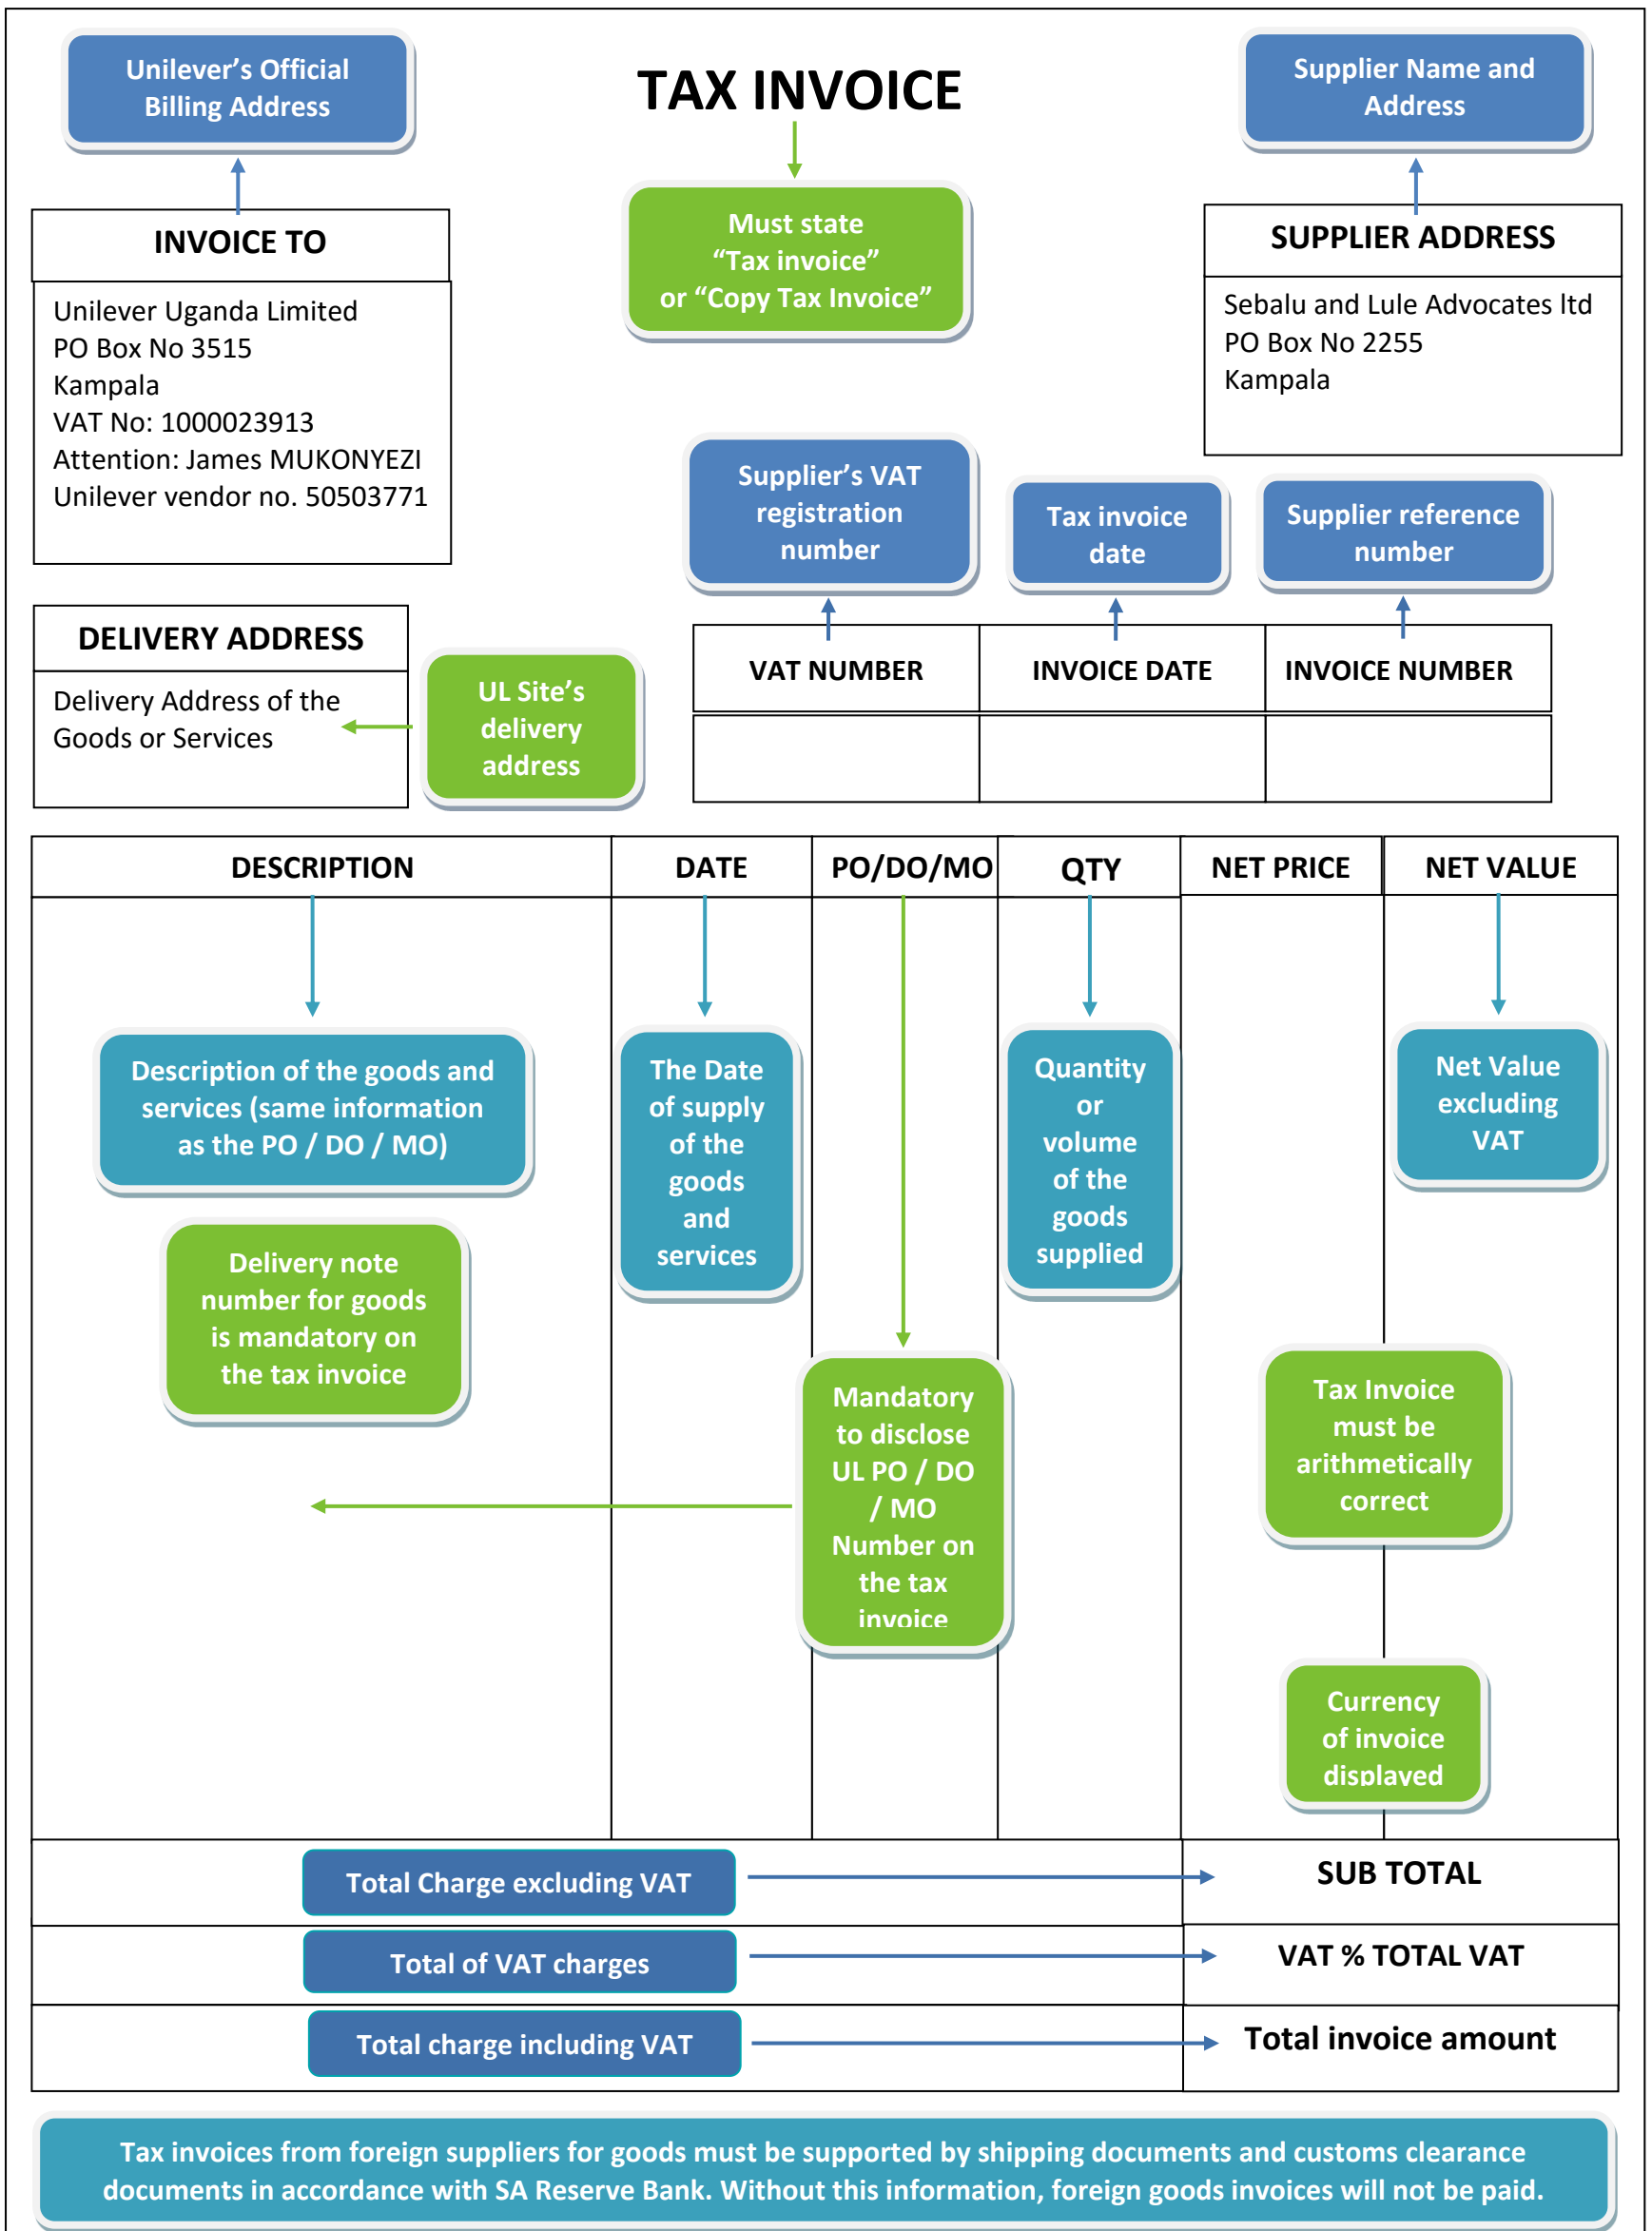 Unilever’s Official
Billing Address
TAX INVOICE
Supplier Name and
Address
Must state
“Tax invoice”
or “Copy Tax Invoice”
INVOICE TO
Unilever Uganda Limited
PO Box No 3515
Kampala
VAT No: 1000023913
Attention: James MUKONYEZI
Unilever vendor no. 50503771
SUPPLIER ADDRESS
Sebalu and Lule Advocates ltd
PO Box No 2255
Kampala
Supplier’s VAT
registration
number
Tax invoice
date
Supplier reference
number
DELIVERY ADDRESS
Delivery Address of the
Goods or Services
UL Site’s
delivery
address
VAT NUMBER INVOICE DATE INVOICE NUMBER
DESCRIPTION DATE PO/DO/MO QTY NET PRICE NET VALUE
Description of the goods and
services (same information
as the PO / DO / MO)
Delivery note
number for goods
is mandatory on
the tax invoice
The Date
of supply
of the
goods
and
services
Mandatory
to disclose
UL PO / DO
/ MO
Number on
the tax
invoice
Quantity
or
volume
of the
goods
supplied
Net Value
excluding
VAT
Tax Invoice
must be
arithmetically
correct
Currency
of invoice
displayed
Total Charge excluding VAT SUB TOTAL
Total of VAT charges VAT % TOTAL VAT
Total charge including VAT Total invoice amount
Tax invoices from foreign suppliers for goods must be supported by shipping documents and customs clearance
documents in accordance with SA Reserve Bank. Without this information, foreign goods invoices will not be paid.